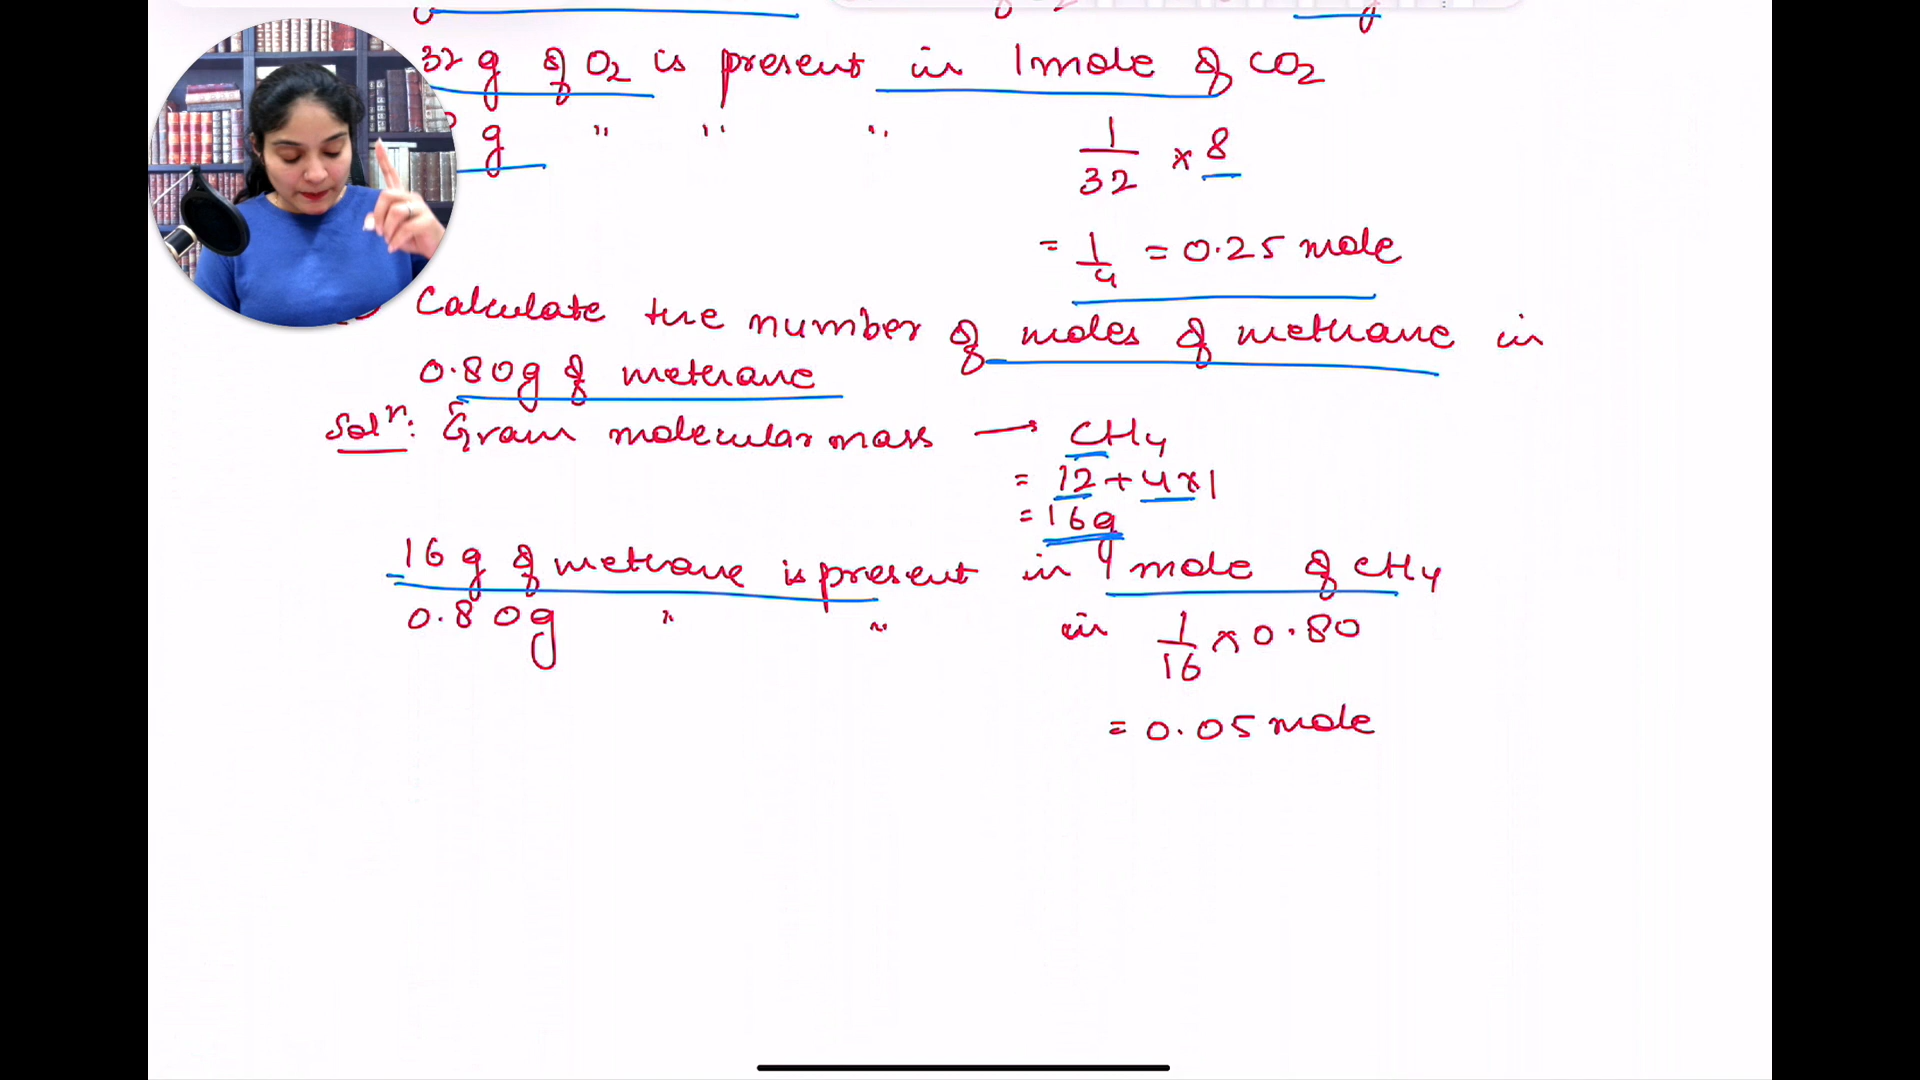 32 g of O2 is present in 1mole of CO2
g " " " 1/32 × 8
= 1/4 = 0.25 mole
Calculate the number of moles of methane in
0.80g of methane
Solⁿ: Gram molecular mass → CH4
= 12 + 4×1
= 16g
16 g of methane is present in 1 mole of CH4
0.80g " " in 1/16 × 0.80
= 0.05 mole